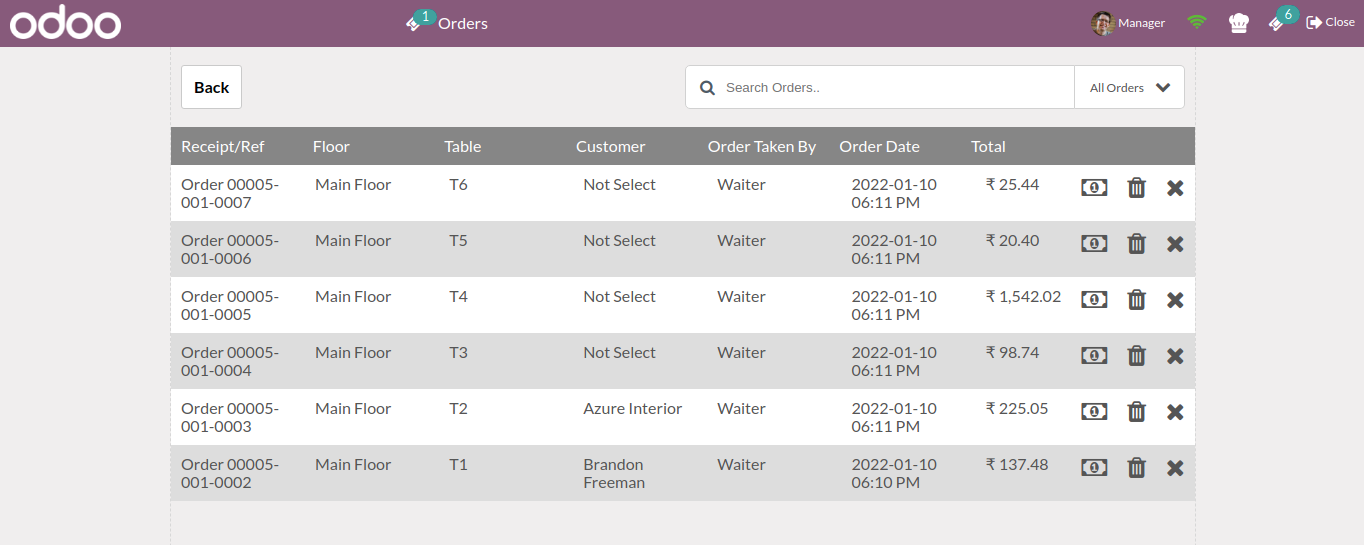 odoo
1
Orders
Manager
6
Close
Back
Search Orders..
All Orders
Receipt/Ref Floor Table Customer Order Taken By Order Date Total
Order 00005- Main Floor T6 Not Select Waiter 2022-01-10 ₹ 25.44
001-0007 06:11 PM
Order 00005- Main Floor T5 Not Select Waiter 2022-01-10 ₹ 20.40
001-0006 06:11 PM
Order 00005- Main Floor T4 Not Select Waiter 2022-01-10 ₹ 1,542.02
001-0005 06:11 PM
Order 00005- Main Floor T3 Not Select Waiter 2022-01-10 ₹ 98.74
001-0004 06:11 PM
Order 00005- Main Floor T2 Azure Interior Waiter 2022-01-10 ₹ 225.05
001-0003 06:11 PM
Order 00005- Main Floor T1 Brandon Waiter 2022-01-10 ₹ 137.48
001-0002 Freeman 06:10 PM